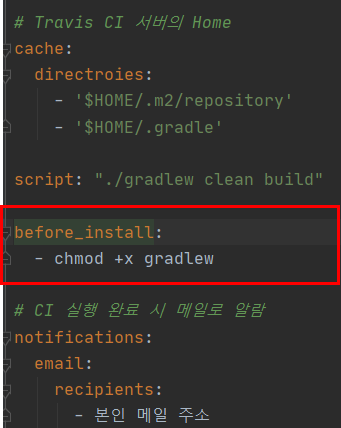 # Travis CI 서버의 Home
cache:
directroies:
- '$HOME/.m2/repository'
- '$HOME/.gradle'
script: "./gradlew clean build"
before_install:
- chmod +x gradlew
# CI 실행 완료 시 메일로 알람
notifications:
email:
recipients:
- 본인 메일 주소